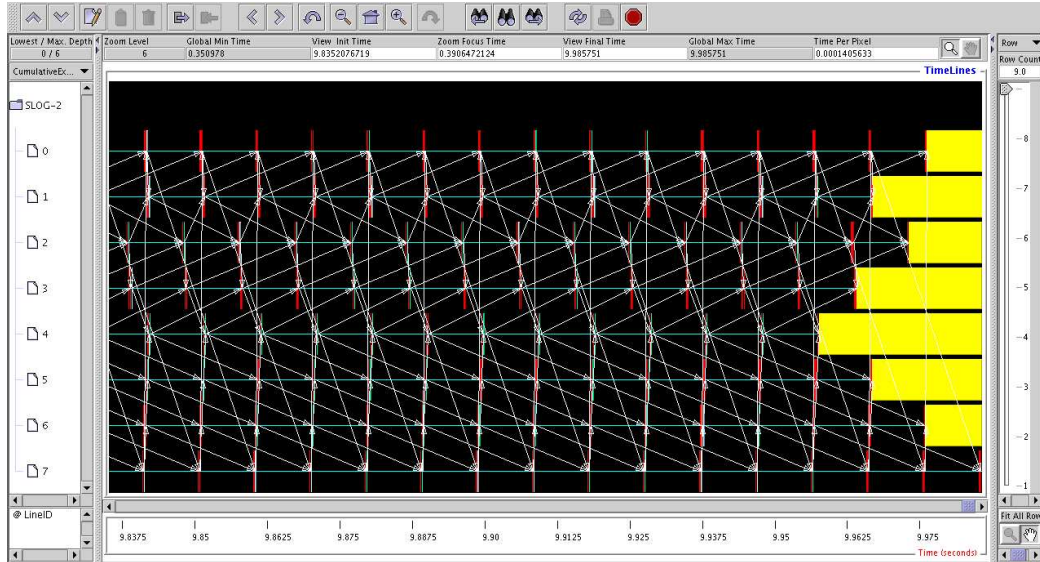 Lowest / Max. Depth
0 / 6
CumulativeEx...
Zoom Level
6
Global Min Time
0.350978
View Init Time
9.8352076719
Zoom Focus Time
0.3906472124
View Final Time
9.985751
Global Max Time
9.985751
Time Per Pixel
0.0001405633
Row
Row Count
9.0
TimeLines
SLOG-2
0
1
2
3
4
5
6
7
8
7
6
5
4
3
2
1
@ LineID
9.8375
9.85
9.8625
9.875
9.8875
9.90
9.9125
9.925
9.9375
9.95
9.9625
9.975
Time (seconds)
Fit All Row